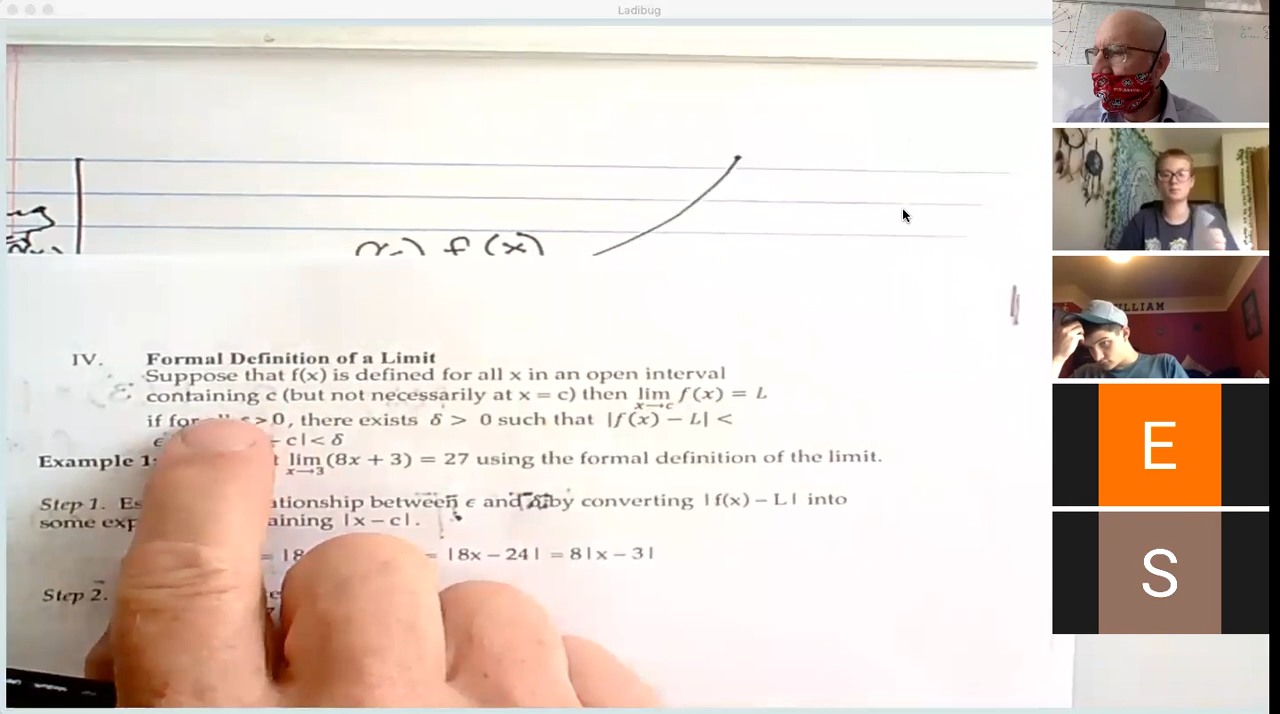 Ladibug
f(x)
IV. Formal Definition of a Limit
Suppose that f(x) is defined for all x in an open interval
containing c (but not necessarily at x = c) then lim f(x) = L
x→c
if for > 0, there exists δ > 0 such that |f(x) − L| <
c| < δ
Example 1: lim (8x + 3) = 27 using the formal definition of the limit.
x→3
Step 1. between ϵ and by converting |f(x) − L| into
some |x − c|.
= |8 = |8x − 24| = 8|x − 3|
Step 2.
LLIAM
E
S